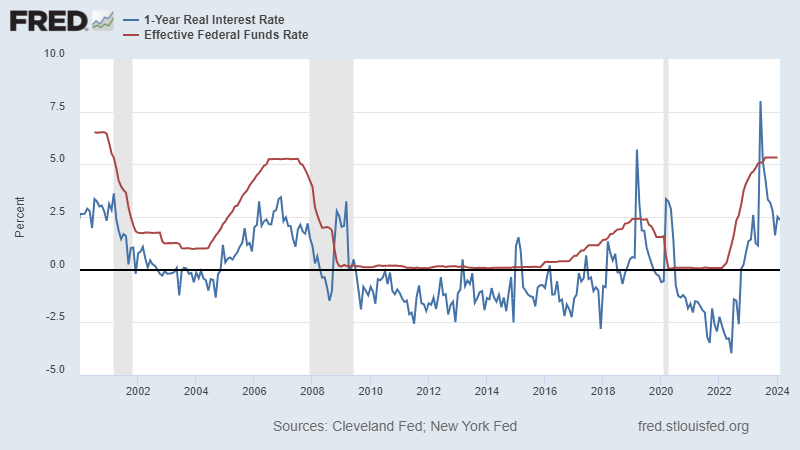 FRED
1-Year Real Interest Rate
Effective Federal Funds Rate
10.0
7.5
5.0
2.5
0.0
-2.5
-5.0
Percent
2002 2004 2006 2008 2010 2012 2014 2016 2018 2020 2022 2024
Sources: Cleveland Fed; New York Fed fred.stlouisfed.org